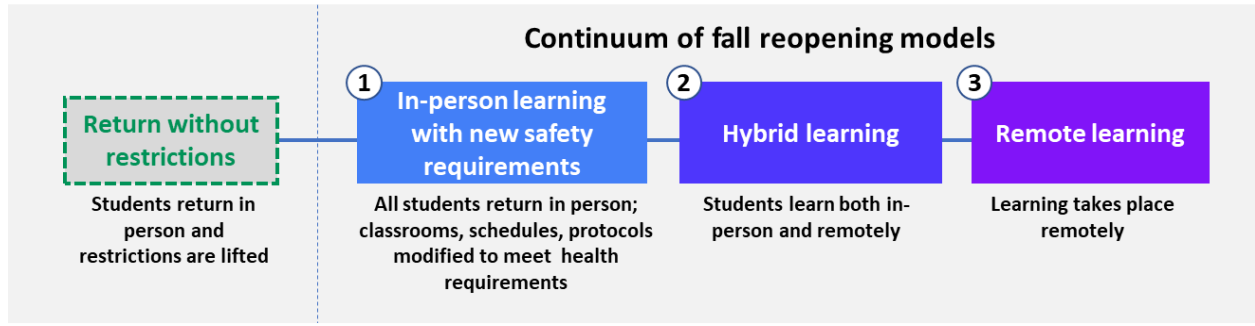 Continuum of fall reopening models
Return without
restrictions
Students return in
person and
restrictions are lifted
1
In-person learning
with new safety
requirements
All students return in person;
classrooms, schedules, protocols
modified to meet health
requirements
2
Hybrid learning
Students learn both in-
person and remotely
3
Remote learning
Learning takes place
remotely